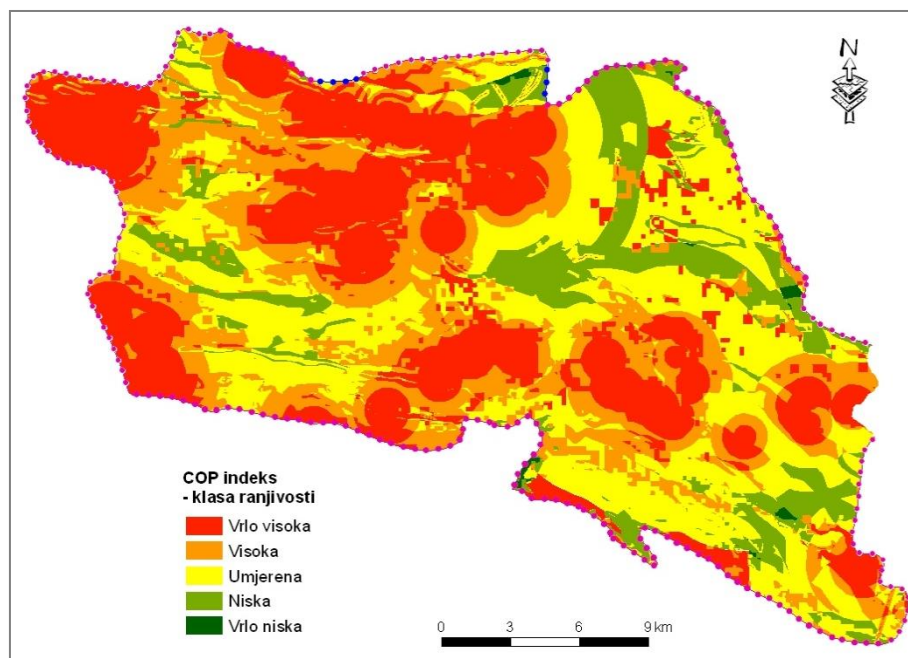 N
COP indeks
- klasa ranjivosti
Vrlo visoka
Visoka
Umjerena
Niska
Vrlo niska
0 3 6 9 km